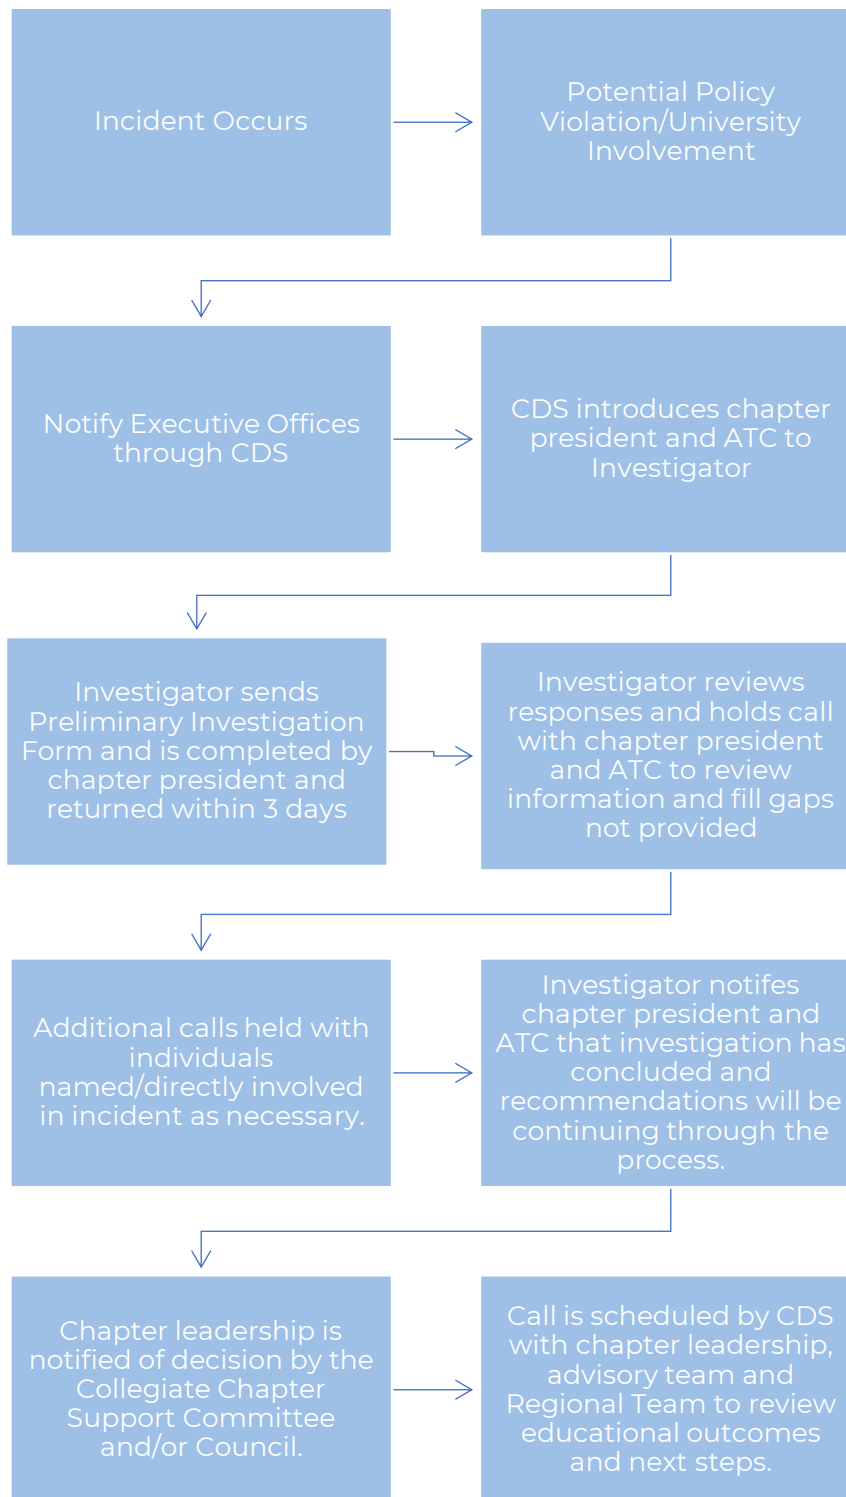 Incident Occurs
Potential Policy
Violation/University
Involvement
Notify Executive Offices
through CDS
CDS introduces chapter
president and ATC to
Investigator
Investigator sends
Preliminary Investigation
Form and is completed by
chapter president and
returned within 3 days
Investigator reviews
responses and holds call
with chapter president
and ATC to review
information and fill gaps
not provided
Additional calls held with
individuals
named/directly involved
in incident as necessary.
Investigator notifes
chapter president and
ATC that investigation has
concluded and
recommendations will be
continuing through the
process.
Chapter leadership is
notified of decision by the
Collegiate Chapter
Support Committee
and/or Council.
Call is scheduled by CDS
with chapter leadership,
advisory team and
Regional Team to review
educational outcomes
and next steps.